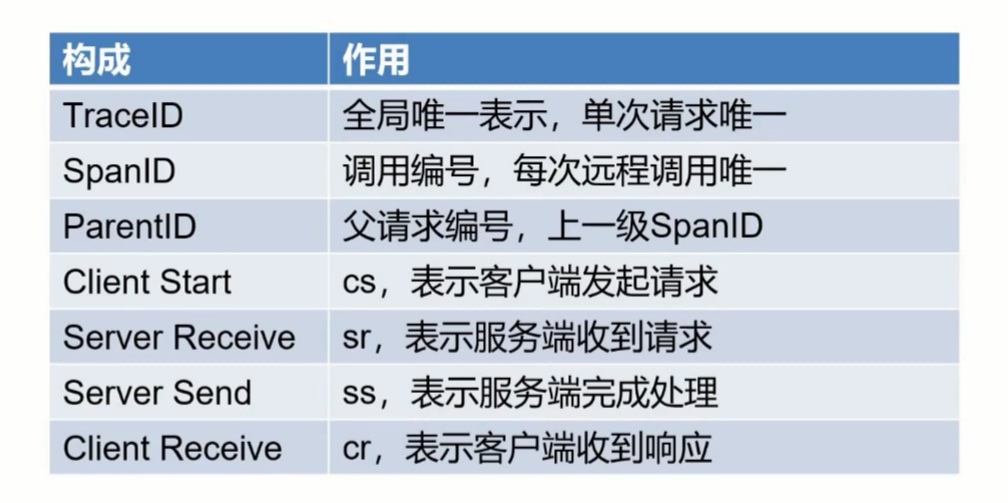 构成 作用
TraceID 全局唯一表示，单次请求唯一
SpanID 调用编号，每次远程调用唯一
ParentID 父请求编号，上一级SpanID
Client Start cs，表示客户端发起请求
Server Receive sr，表示服务端收到请求
Server Send ss，表示服务端完成处理
Client Receive cr，表示客户端收到响应